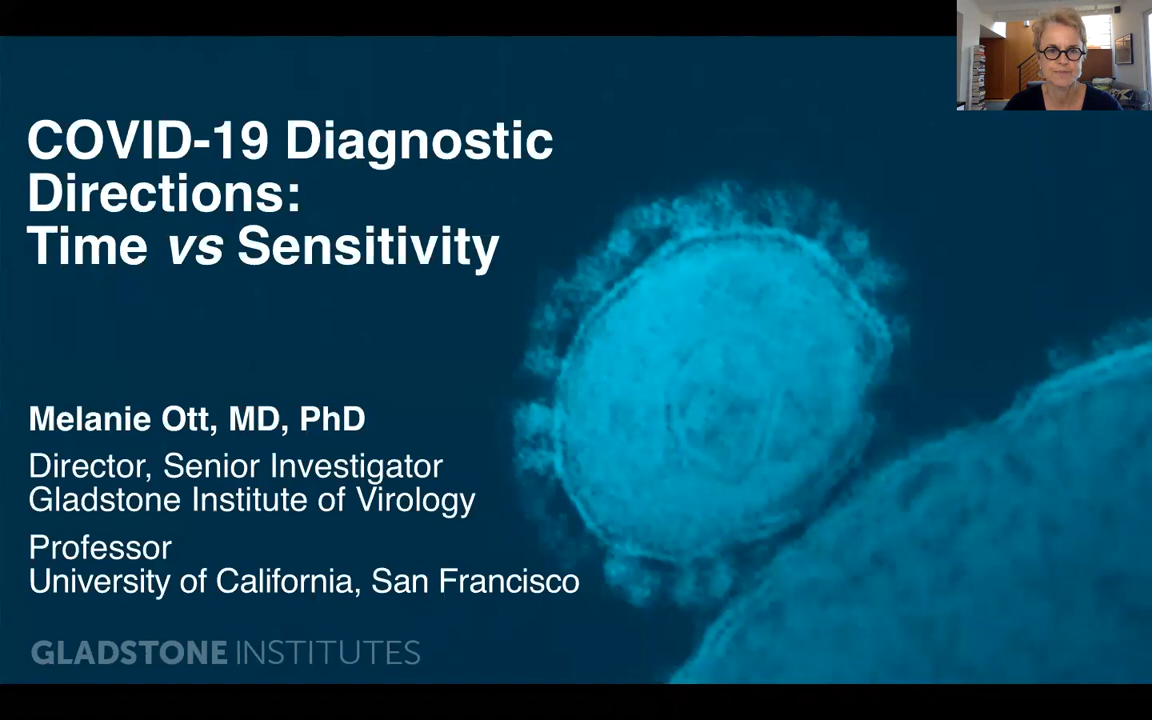 COVID-19 Diagnostic
Directions:
Time vs Sensitivity
Melanie Ott, MD, PhD
Director, Senior Investigator
Gladstone Institute of Virology
Professor
University of California, San Francisco
GLADSTONE INSTITUTES